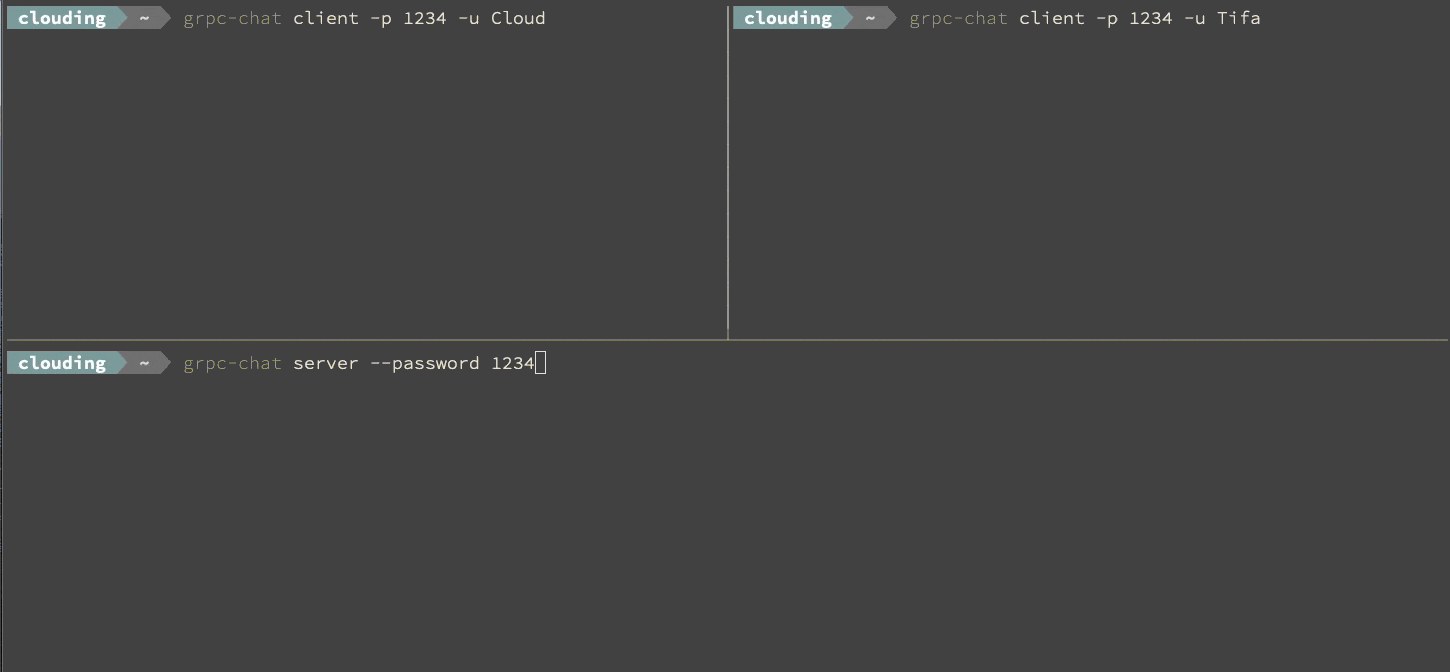 clouding ~ grpc-chat client -p 1234 -u Cloud
clouding ~ grpc-chat client -p 1234 -u Tifa
clouding ~ grpc-chat server --password 1234